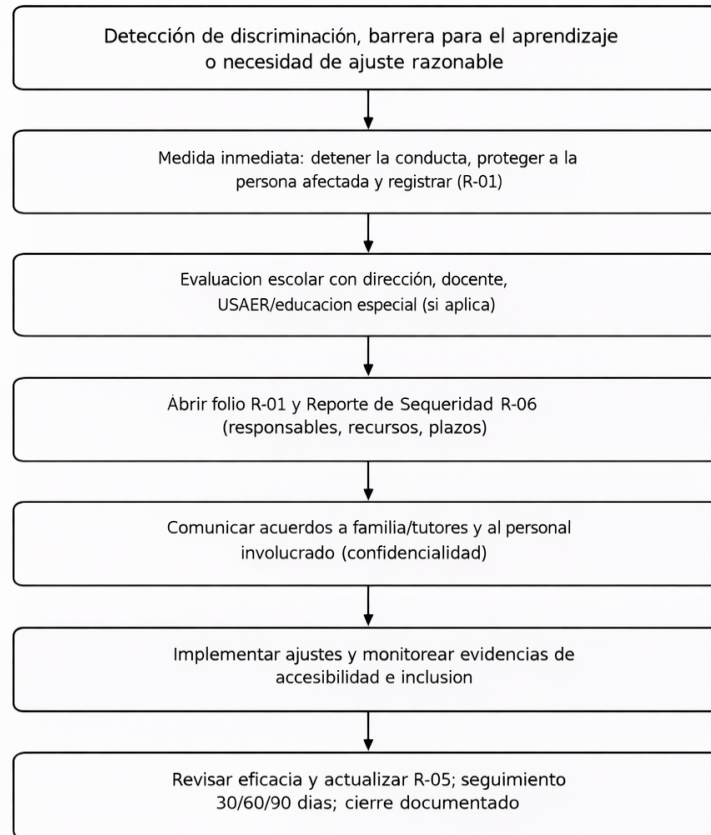 Detección de discriminación, barrera para el aprendizaje
o necesidad de ajuste razonable
Medida inmediata: detener la conducta, proteger a la
persona afectada y registrar (R-01)
Evaluacion escolar con dirección, docente,
USAER/educacion especial (si aplica)
Abrir folio R-01 y Reporte de Sequeridad R-06
(responsables, recursos, plazos)
Comunicar acuerdos a familia/tutores y al personal
involucrado (confidencialidad)
Implementar ajustes y monitorear evidencias de
accesibilidad e inclusion
Revisar eficacia y actualizar R-05; seguimiento
30/60/90 dias; cierre documentado